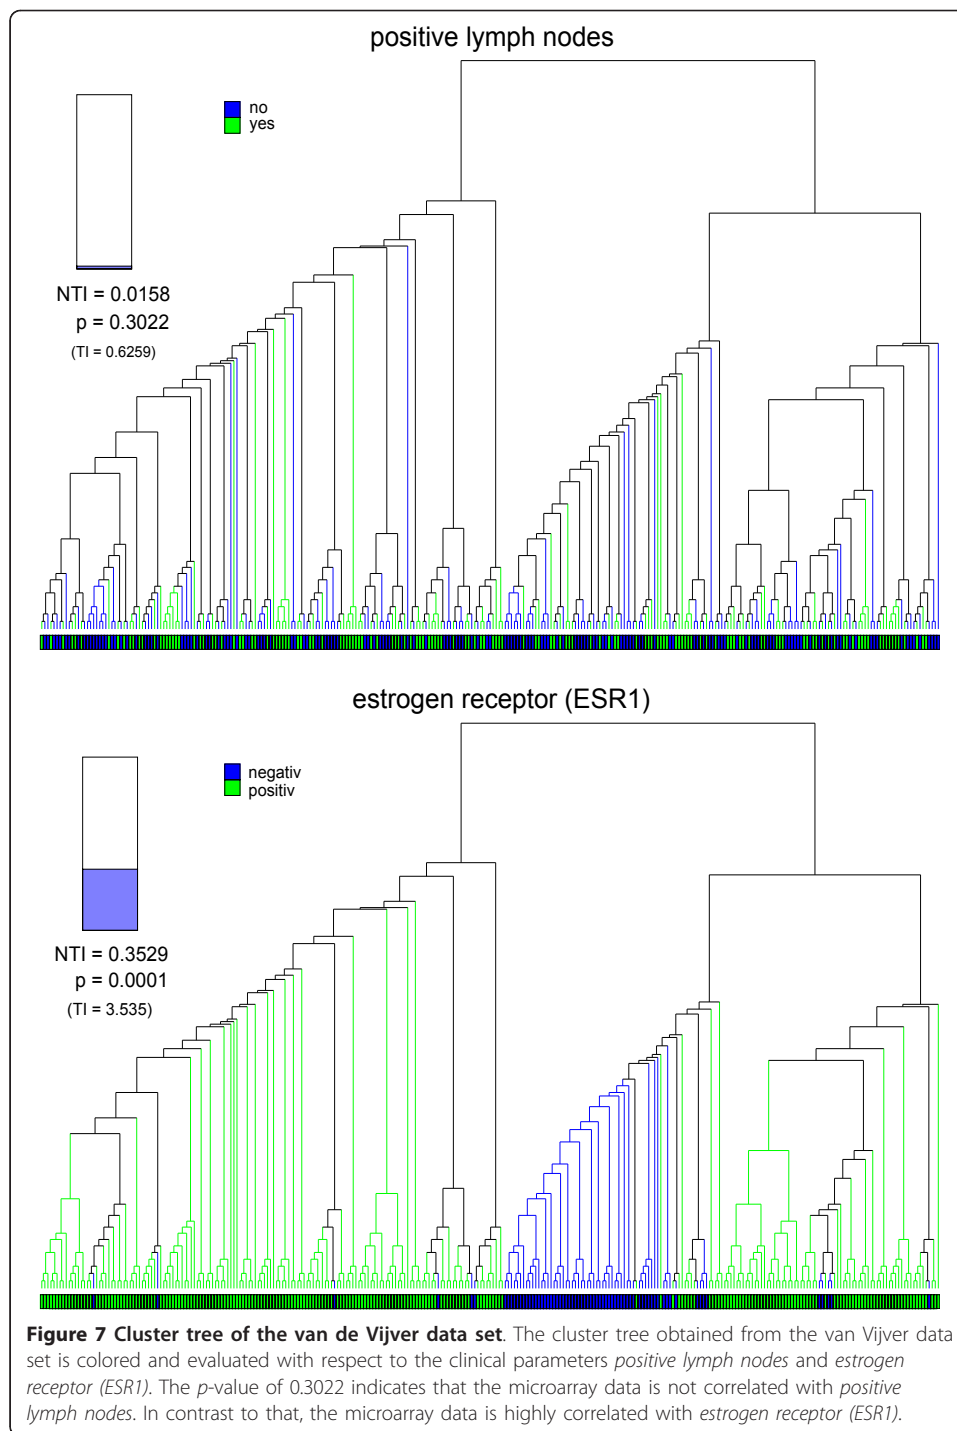 positive lymph nodes
no
yes
NTI = 0.0158
p = 0.3022
(TI = 0.6259)
estrogen receptor (ESR1)
negativ
positiv
NTI = 0.3529
p = 0.0001
(TI = 3.535)
Figure 7 Cluster tree of the van de Vijver data set. The cluster tree obtained from the van Vijver data
set is colored and evaluated with respect to the clinical parameters positive lymph nodes and estrogen
receptor (ESR1). The p-value of 0.3022 indicates that the microarray data is not correlated with positive
lymph nodes. In contrast to that, the microarray data is highly correlated with estrogen receptor (ESR1).